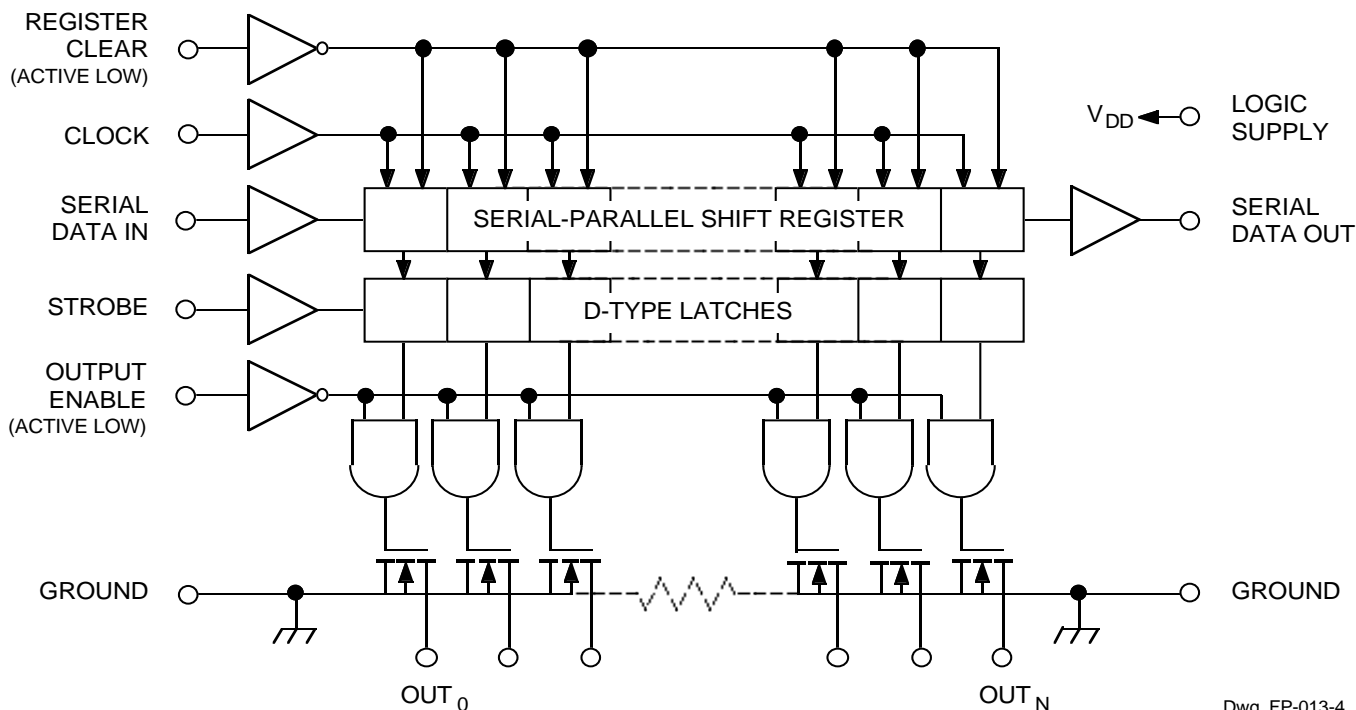 REGISTER
CLEAR
(ACTIVE LOW)
CLOCK
SERIAL
DATA IN
STROBE
OUTPUT
ENABLE
(ACTIVE LOW)
GROUND
SERIAL-PARALLEL SHIFT REGISTER
D-TYPE LATCHES
V DD
LOGIC
SUPPLY
SERIAL
DATA OUT
GROUND
OUT 0
OUT N
Dwg. FP-013-4